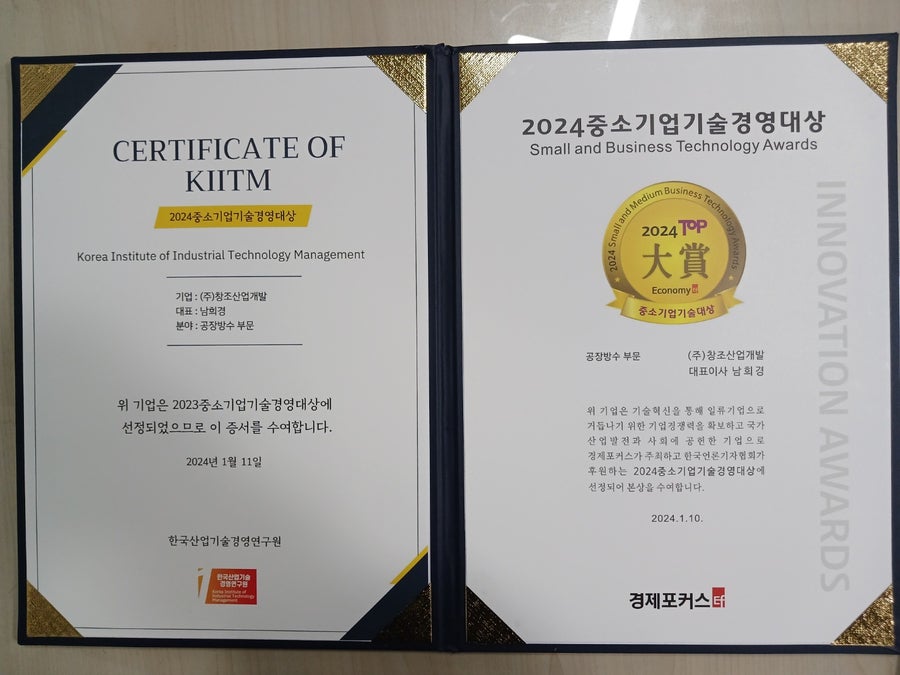 CERTIFICATE OF
KIITM
2024중소기업기술경영대상
Korea Institute of Industrial Technology Management
기업 : (주)창조산업개발
대표 : 남희경
분야 : 공장방수 부문
위 기업은 2023중소기업기술경영대상에
선정되었으므로 이 증서를 수여합니다.
2024년 1월 11일
한국산업기술경영연구원
한국산업기술
경영연구원
Korea Institute of
Industrial Technology
Management
2024중소기업기술경영대상
Small and Business Technology Awards
2024 Small and Medium Business Technology Awards
2024 TOP
大賞
Economy Ef
중소기업기술대상
공장방수 부문 (주)창조산업개발
대표이사 남희경
위 기업은 기술혁신을 통해 일류기업으로
거듭나기 위한 기업경쟁력을 확보하고 국가
산업발전과 사회에 공헌한 기업으로
경제포커스가 주최하고 한국언론기자협회가
후원하는 2024중소기업기술경영대상에
선정되어 본상을 수여합니다.
2024.1.10.
경제포커스 Ef
INNOVATION AWARDS